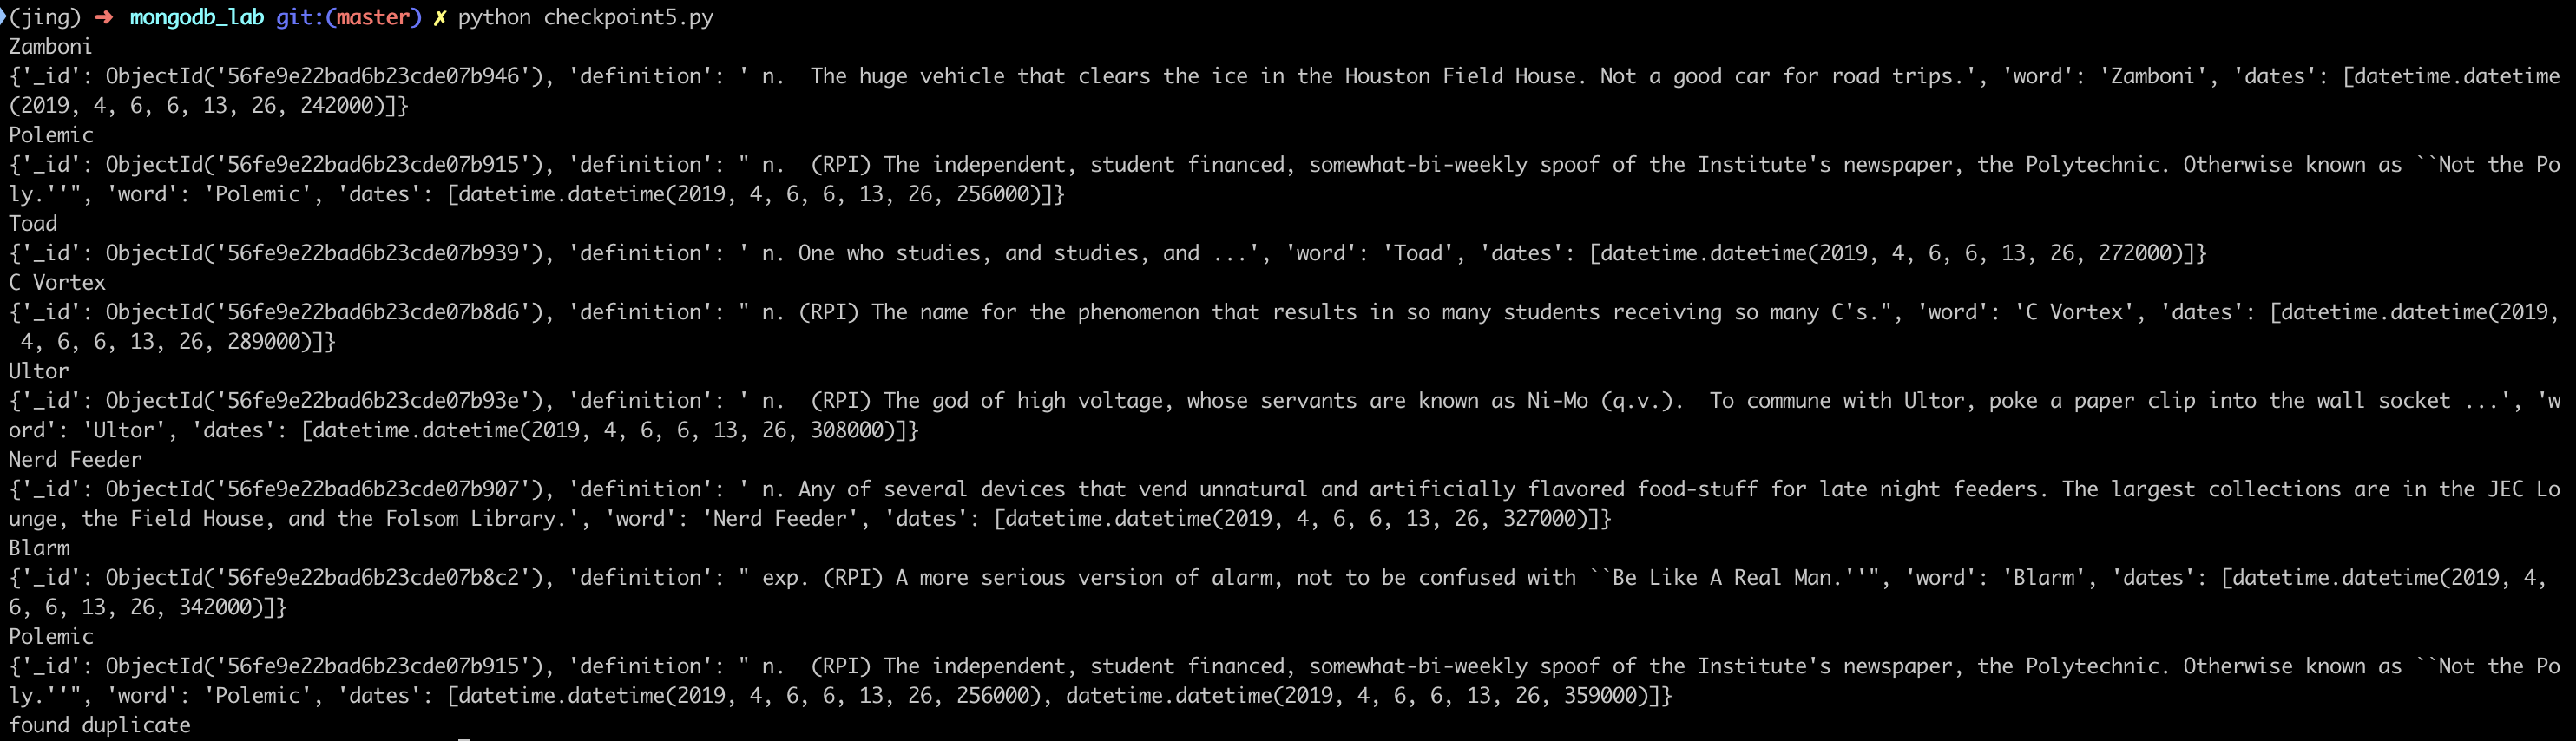 (jing) ➜ mongodb_lab git:(master) ✗ python checkpoint5.py
Zamboni
{'_id': ObjectId('56fe9e22bad6b23cde07b946'), 'definition': ' n.  The huge vehicle that clears the ice in the Houston Field House. Not a good car for road trips.', 'word': 'Zamboni', 'dates': [datetime.datetime
(2019, 4, 6, 6, 13, 26, 242000)]}
Polemic
{'_id': ObjectId('56fe9e22bad6b23cde07b915'), 'definition': " n.  (RPI) The independent, student financed, somewhat-bi-weekly spoof of the Institute's newspaper, the Polytechnic. Otherwise known as ``Not the Po
ly.''", 'word': 'Polemic', 'dates': [datetime.datetime(2019, 4, 6, 6, 13, 26, 256000)]}
Toad
{'_id': ObjectId('56fe9e22bad6b23cde07b939'), 'definition': ' n. One who studies, and studies, and ...', 'word': 'Toad', 'dates': [datetime.datetime(2019, 4, 6, 6, 13, 26, 272000)]}
C Vortex
{'_id': ObjectId('56fe9e22bad6b23cde07b8d6'), 'definition': " n. (RPI) The name for the phenomenon that results in so many students receiving so many C's.", 'word': 'C Vortex', 'dates': [datetime.datetime(2019,
 4, 6, 6, 13, 26, 289000)]}
Ultor
{'_id': ObjectId('56fe9e22bad6b23cde07b93e'), 'definition': ' n.  (RPI) The god of high voltage, whose servants are known as Ni-Mo (q.v.).  To commune with Ultor, poke a paper clip into the wall socket ...', 'w
ord': 'Ultor', 'dates': [datetime.datetime(2019, 4, 6, 6, 13, 26, 308000)]}
Nerd Feeder
{'_id': ObjectId('56fe9e22bad6b23cde07b907'), 'definition': ' n. Any of several devices that vend unnatural and artificially flavored food-stuff for late night feeders. The largest collections are in the JEC Lo
unge, the Field House, and the Folsom Library.', 'word': 'Nerd Feeder', 'dates': [datetime.datetime(2019, 4, 6, 6, 13, 26, 327000)]}
Blarm
{'_id': ObjectId('56fe9e22bad6b23cde07b8c2'), 'definition': " exp. (RPI) A more serious version of alarm, not to be confused with ``Be Like A Real Man.''", 'word': 'Blarm', 'dates': [datetime.datetime(2019, 4,
6, 6, 13, 26, 342000)]}
Polemic
{'_id': ObjectId('56fe9e22bad6b23cde07b915'), 'definition': " n.  (RPI) The independent, student financed, somewhat-bi-weekly spoof of the Institute's newspaper, the Polytechnic. Otherwise known as ``Not the Po
ly.''", 'word': 'Polemic', 'dates': [datetime.datetime(2019, 4, 6, 6, 13, 26, 256000), datetime.datetime(2019, 4, 6, 6, 13, 26, 359000)]}
found duplicate